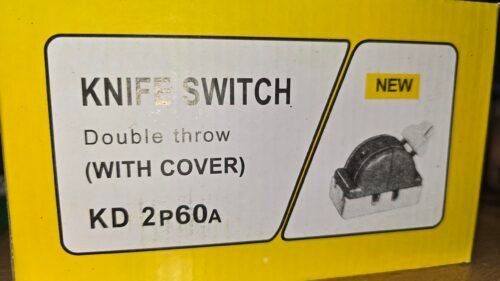 KNIFE SWITCH
Double throw
(WITH COVER)
KD 2P60A
NEW